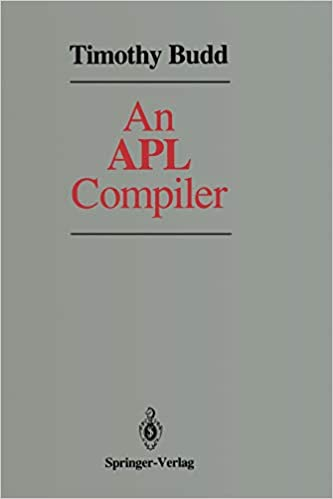 Timothy Budd
An
APL
Compiler
Springer-Verlag